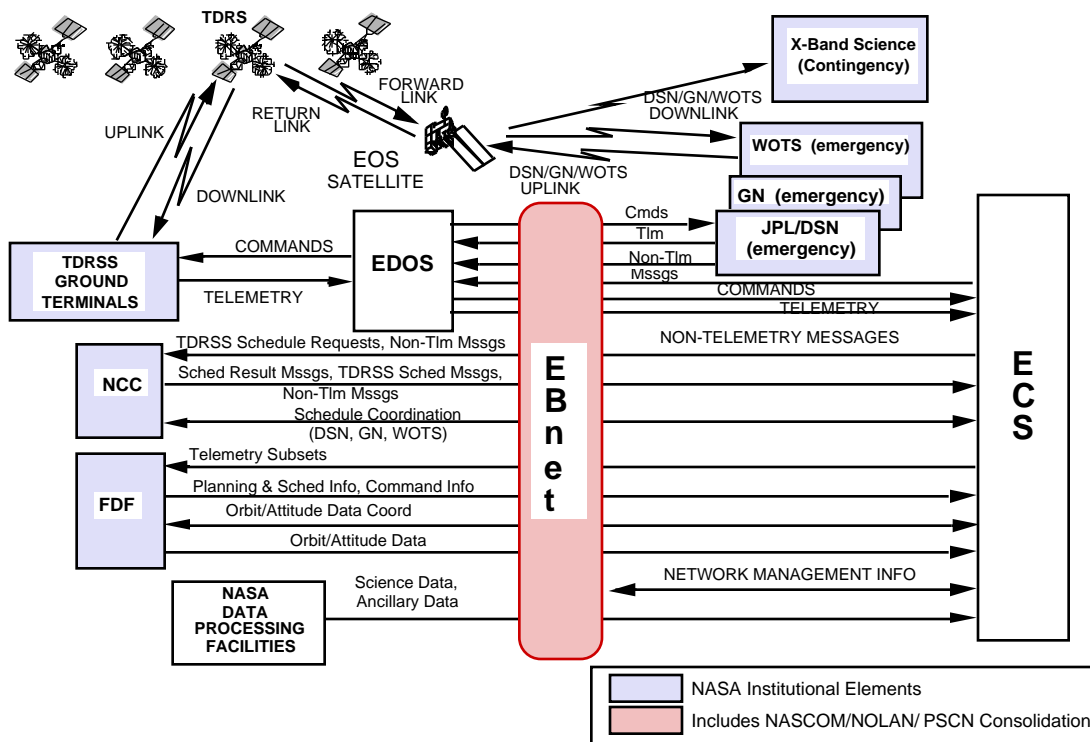 TDRS
X-Band Science
(Contingency)
FORWARD
LINK
DSN/GN/WOTS
DOWNLINK
RETURN
LINK
UPLINK
WOTS (emergency)
EOS
SATELLITE
DSN/GN/WOTS
UPLINK
DOWNLINK
GN (emergency)
JPL/DSN
(emergency)
Cmds
Tlm
Non-Tlm
Mssgs
COMMANDS
TELEMETRY
TDRSS
GROUND
TERMINALS
COMMANDS
TELEMETRY
EDOS
EBnet
ECS
NCC
TDRSS Schedule Requests, Non-Tlm Mssgs
NON-TELEMETRY MESSAGES
Sched Result Mssgs, TDRSS Sched Mssgs,
Non-Tlm Mssgs
Schedule Coordination
(DSN, GN, WOTS)
FDF
Telemetry Subsets
Planning & Sched Info, Command Info
Orbit/Attitude Data Coord
Orbit/Attitude Data
NETWORK MANAGEMENT INFO
NASA
DATA
PROCESSING
FACILITIES
Science Data,
Ancillary Data
NASA Institutional Elements
Includes NASCOM/NOLAN/ PSCN Consolidation